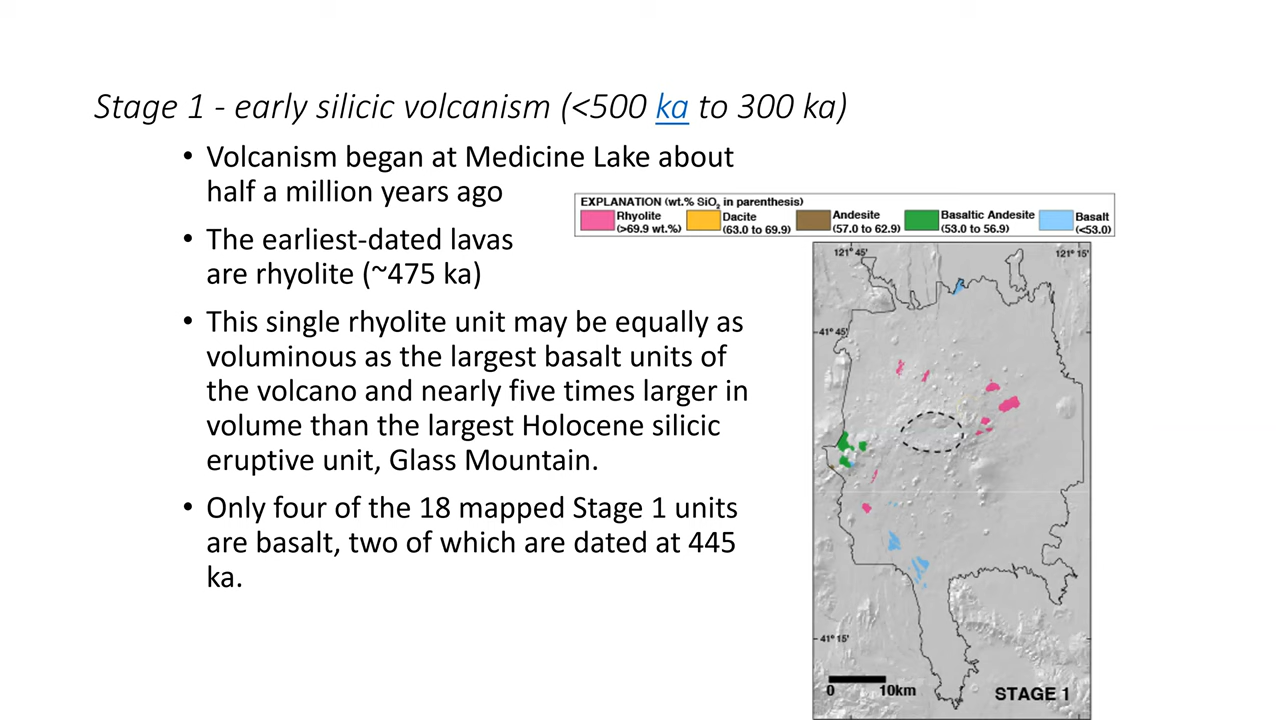 Stage 1 - early silicic volcanism (<500 ka to 300 ka)
• Volcanism began at Medicine Lake about
half a million years ago
• The earliest-dated lavas
are rhyolite (~475 ka)
• This single rhyolite unit may be equally as
voluminous as the largest basalt units of
the volcano and nearly five times larger in
volume than the largest Holocene silicic
eruptive unit, Glass Mountain.
• Only four of the 18 mapped Stage 1 units
are basalt, two of which are dated at 445
ka.
EXPLANATION (wt.% SiO₂ in parenthesis)
Rhyolite
(>69.9 wt.%)
Dacite
(63.0 to 69.9)
Andesite
(57.0 to 62.9)
Basaltic Andesite
(53.0 to 56.9)
Basalt
(<53.0)
121° 45'
121° 15'
41° 45'
41° 15'
0 10km
STAGE 1